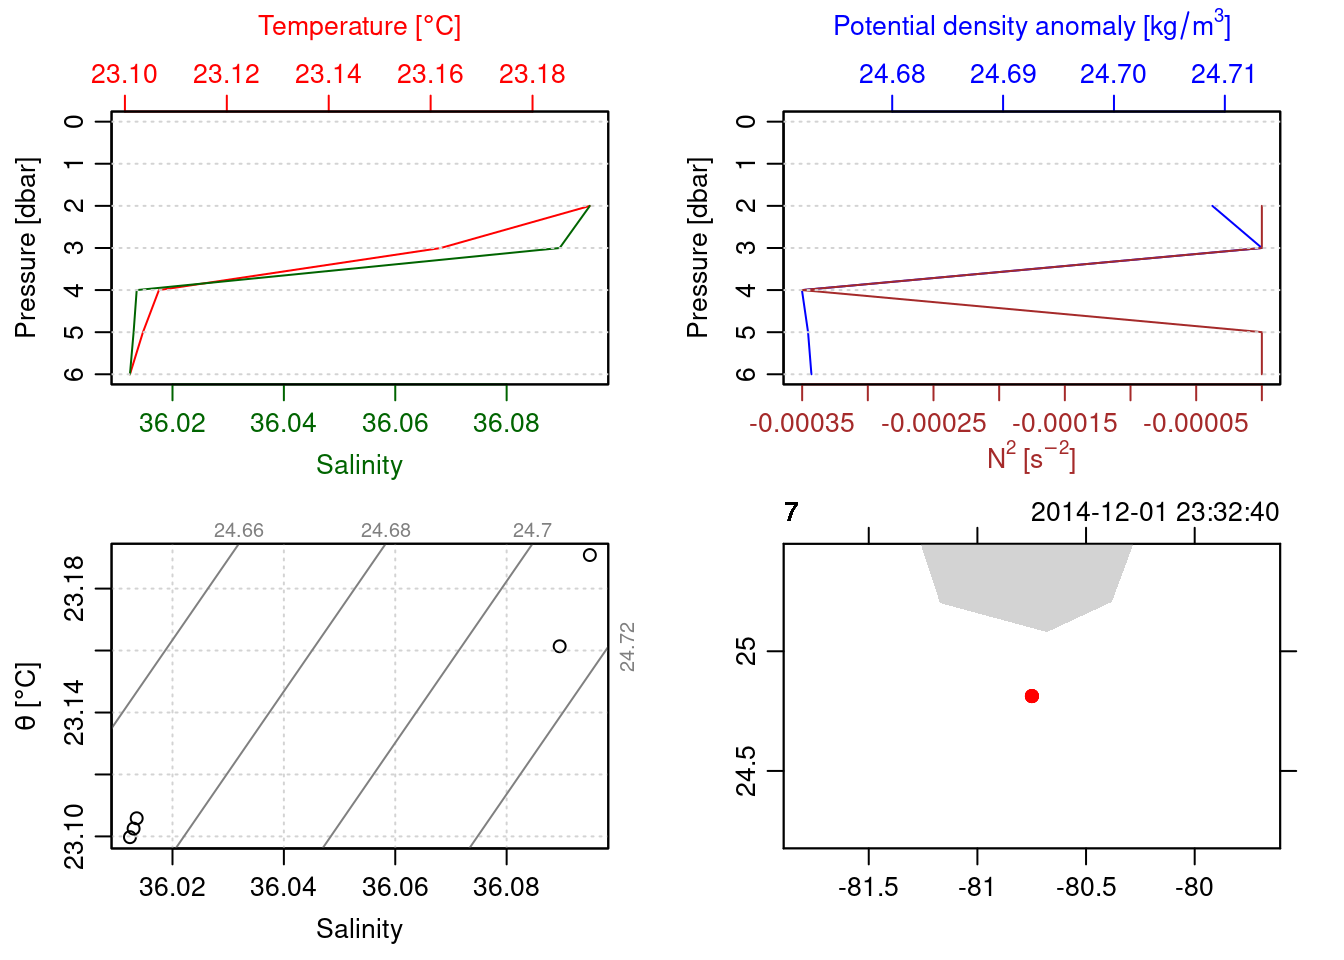 Temperature [°C]
23.10 23.12 23.14 23.16 23.18
Pressure [dbar]
0
1
2
3
4
5
6
36.02 36.04 36.06 36.08
Salinity
Potential density anomaly [kg/m³]
24.68 24.69 24.70 24.71
Pressure [dbar]
0
1
2
3
4
5
6
-0.00035 -0.00025 -0.00015 -0.00005
N² [s⁻²]
24.66 24.68 24.7
24.72
θ [°C]
23.18
23.14
23.10
36.02 36.04 36.06 36.08
Salinity
7 2014-12-01 23:32:40
25
24.5
-81.5 -81 -80.5 -80